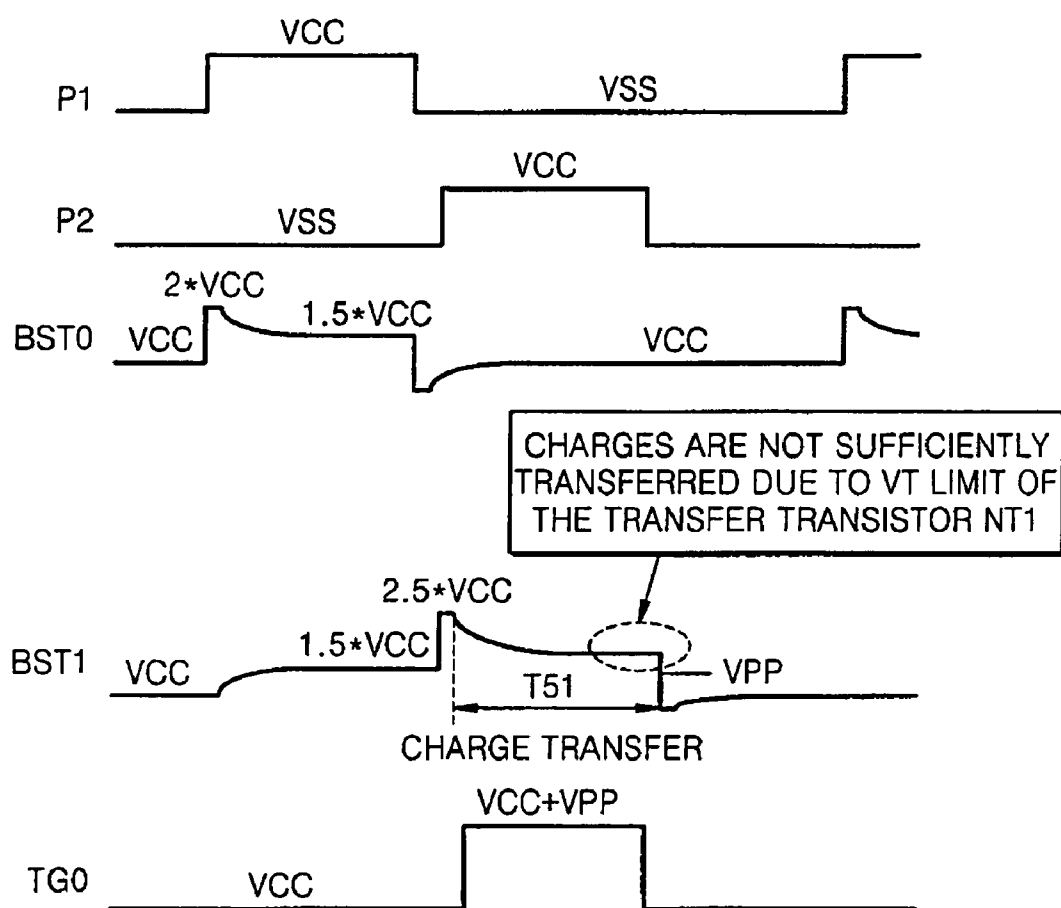 VCC
P1
VSS
VCC
P2
VSS
2*VCC
1.5*VCC
BST0
VCC
VCC
CHARGES ARE NOT SUFFICIENTLY
TRANSFERRED DUE TO VT LIMIT OF
THE TRANSFER TRANSISTOR NT1
2.5*VCC
1.5*VCC
BST1
VCC
VPP
T51
CHARGE TRANSFER
VCC+VPP
TG0
VCC